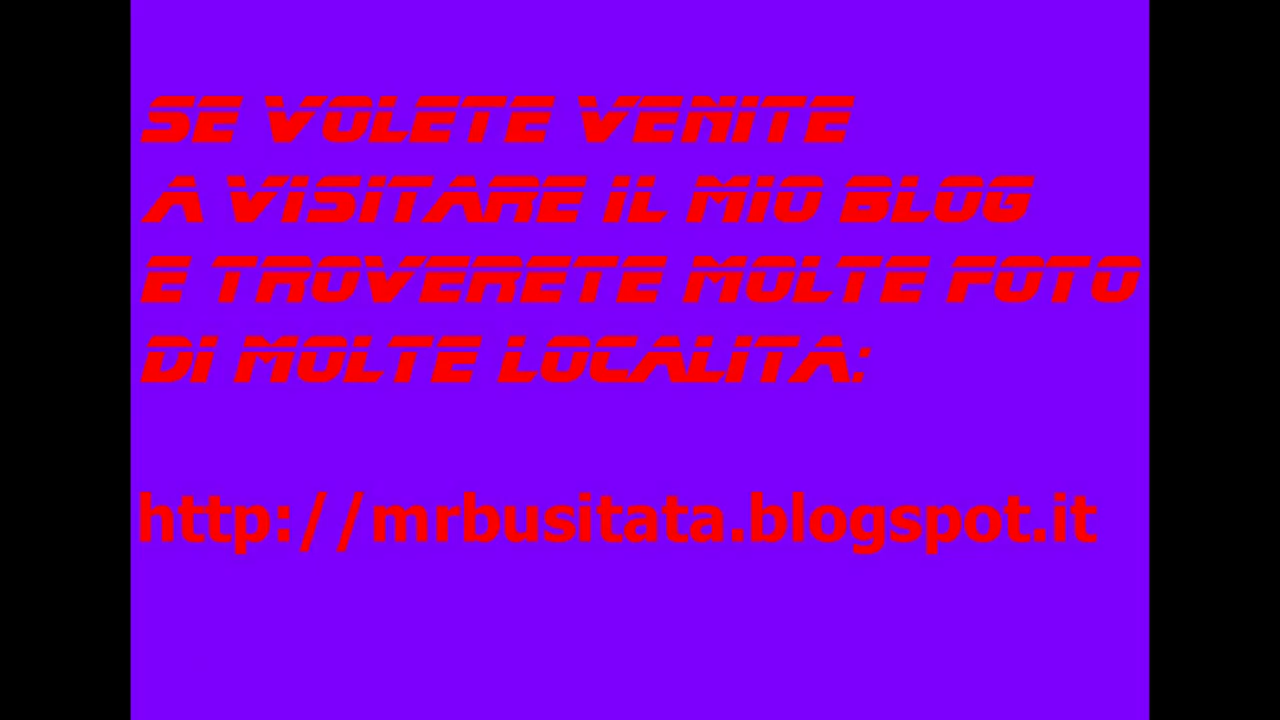 SE VOLETE VENITE
A VISITARE IL MIO BLOG
E TROVERETE MOLTE FOTO
DI MOLTE LOCALITA:
http://mrbusitata.blogspot.it